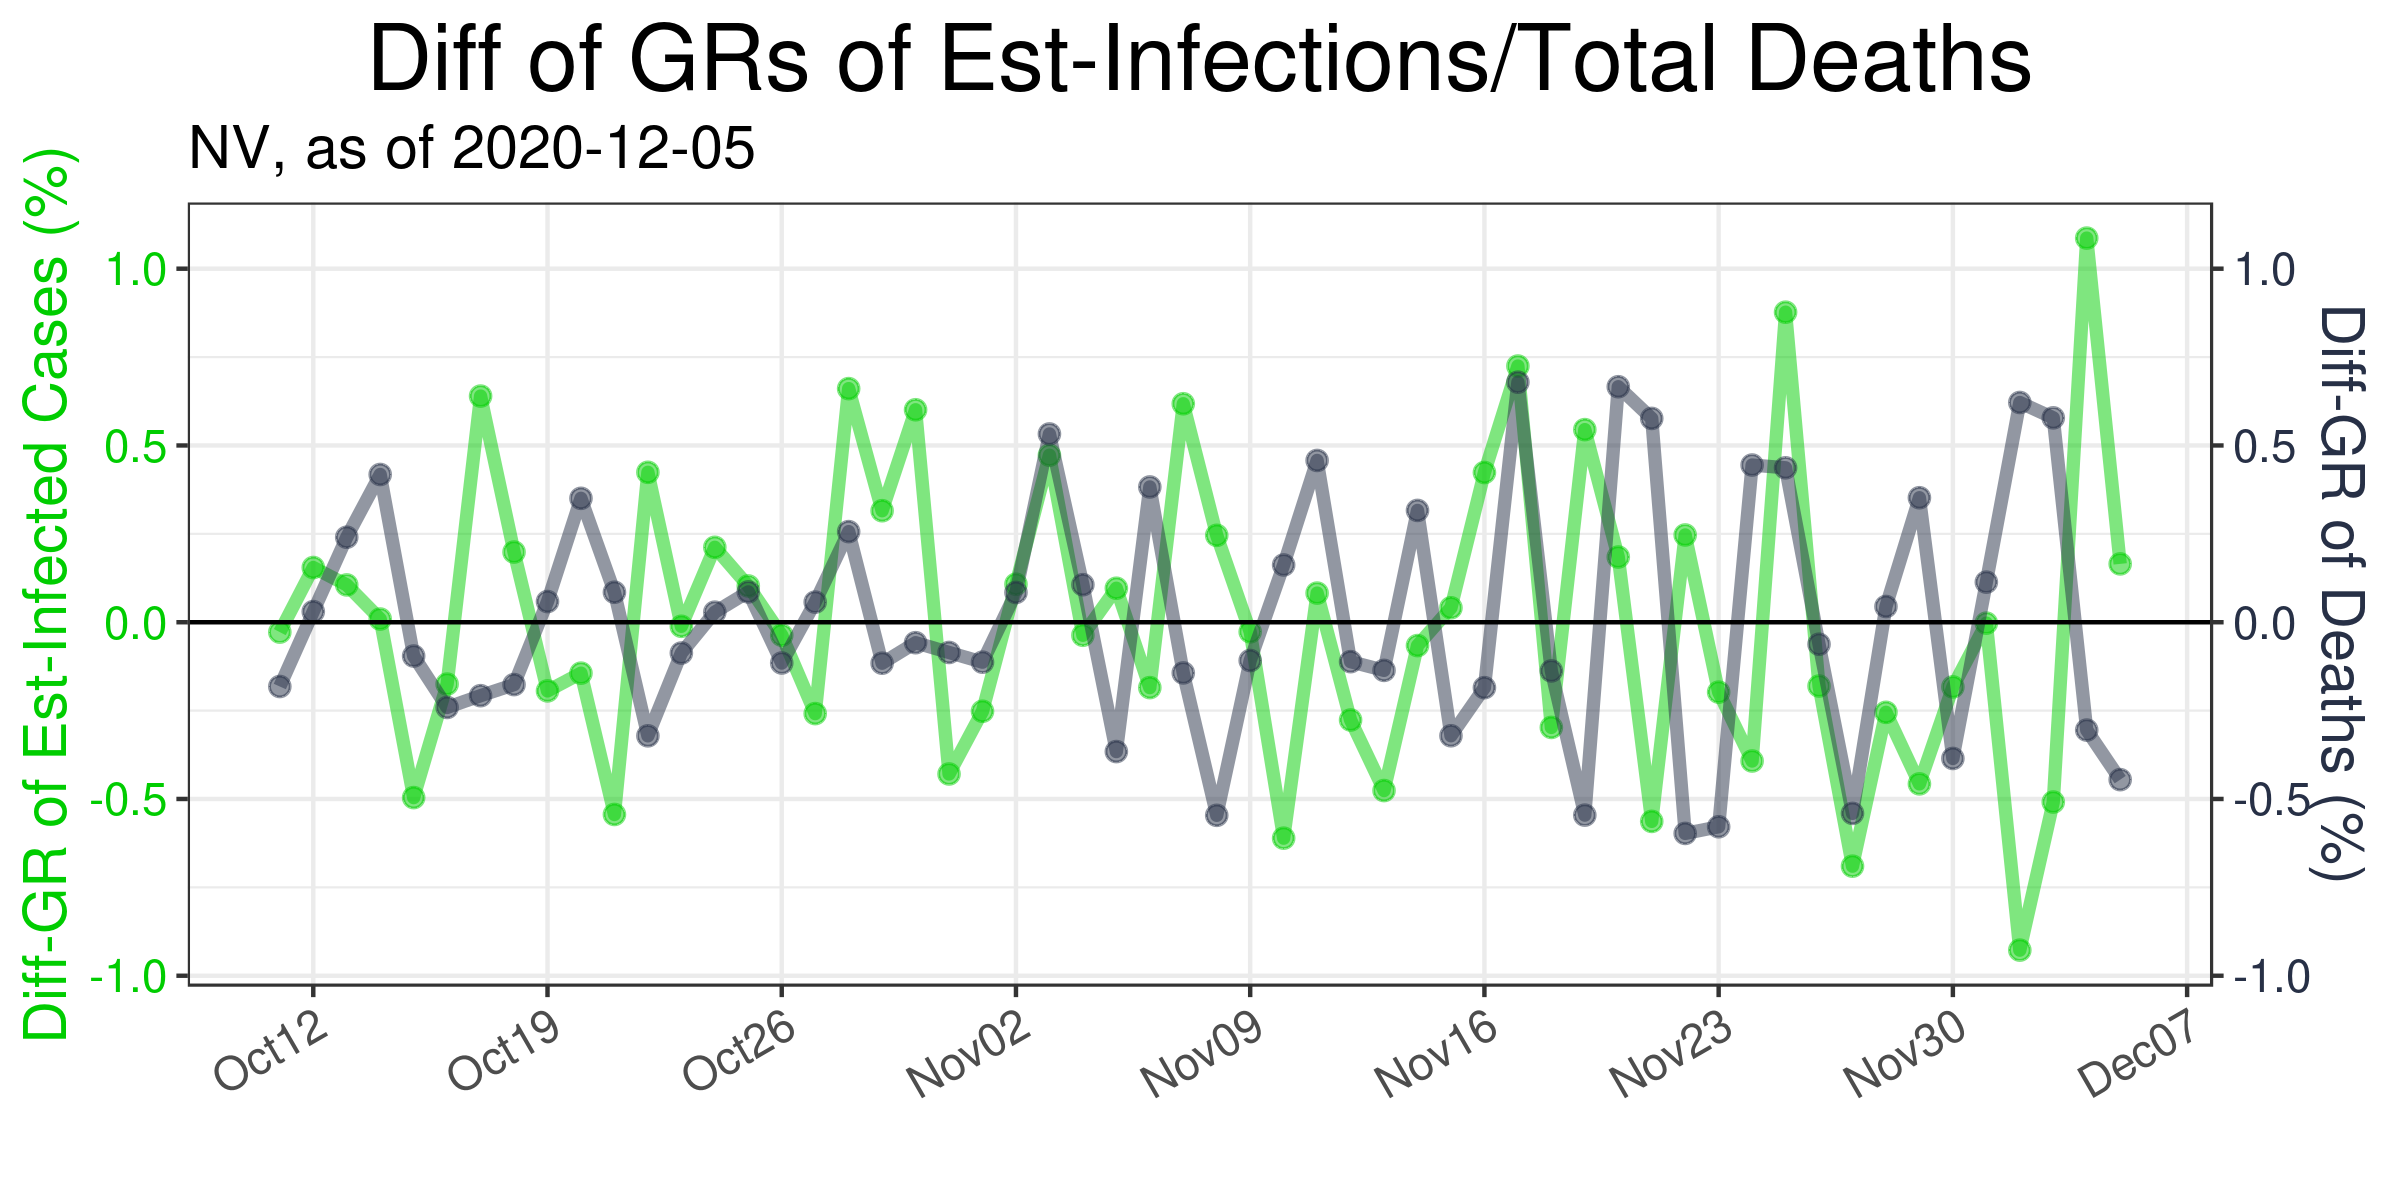 Diff of GRs of Est-Infections/Total Deaths
NV, as of 2020-12-05
Diff-GR of Est-Infected Cases (%)
1.0
0.5
0.0
-0.5
-1.0
1.0
0.5
0.0
-0.5
-1.0
Diff-GR of Deaths (%)
Oct12
Oct19
Oct26
Nov02
Nov09
Nov16
Nov23
Nov30
Dec07